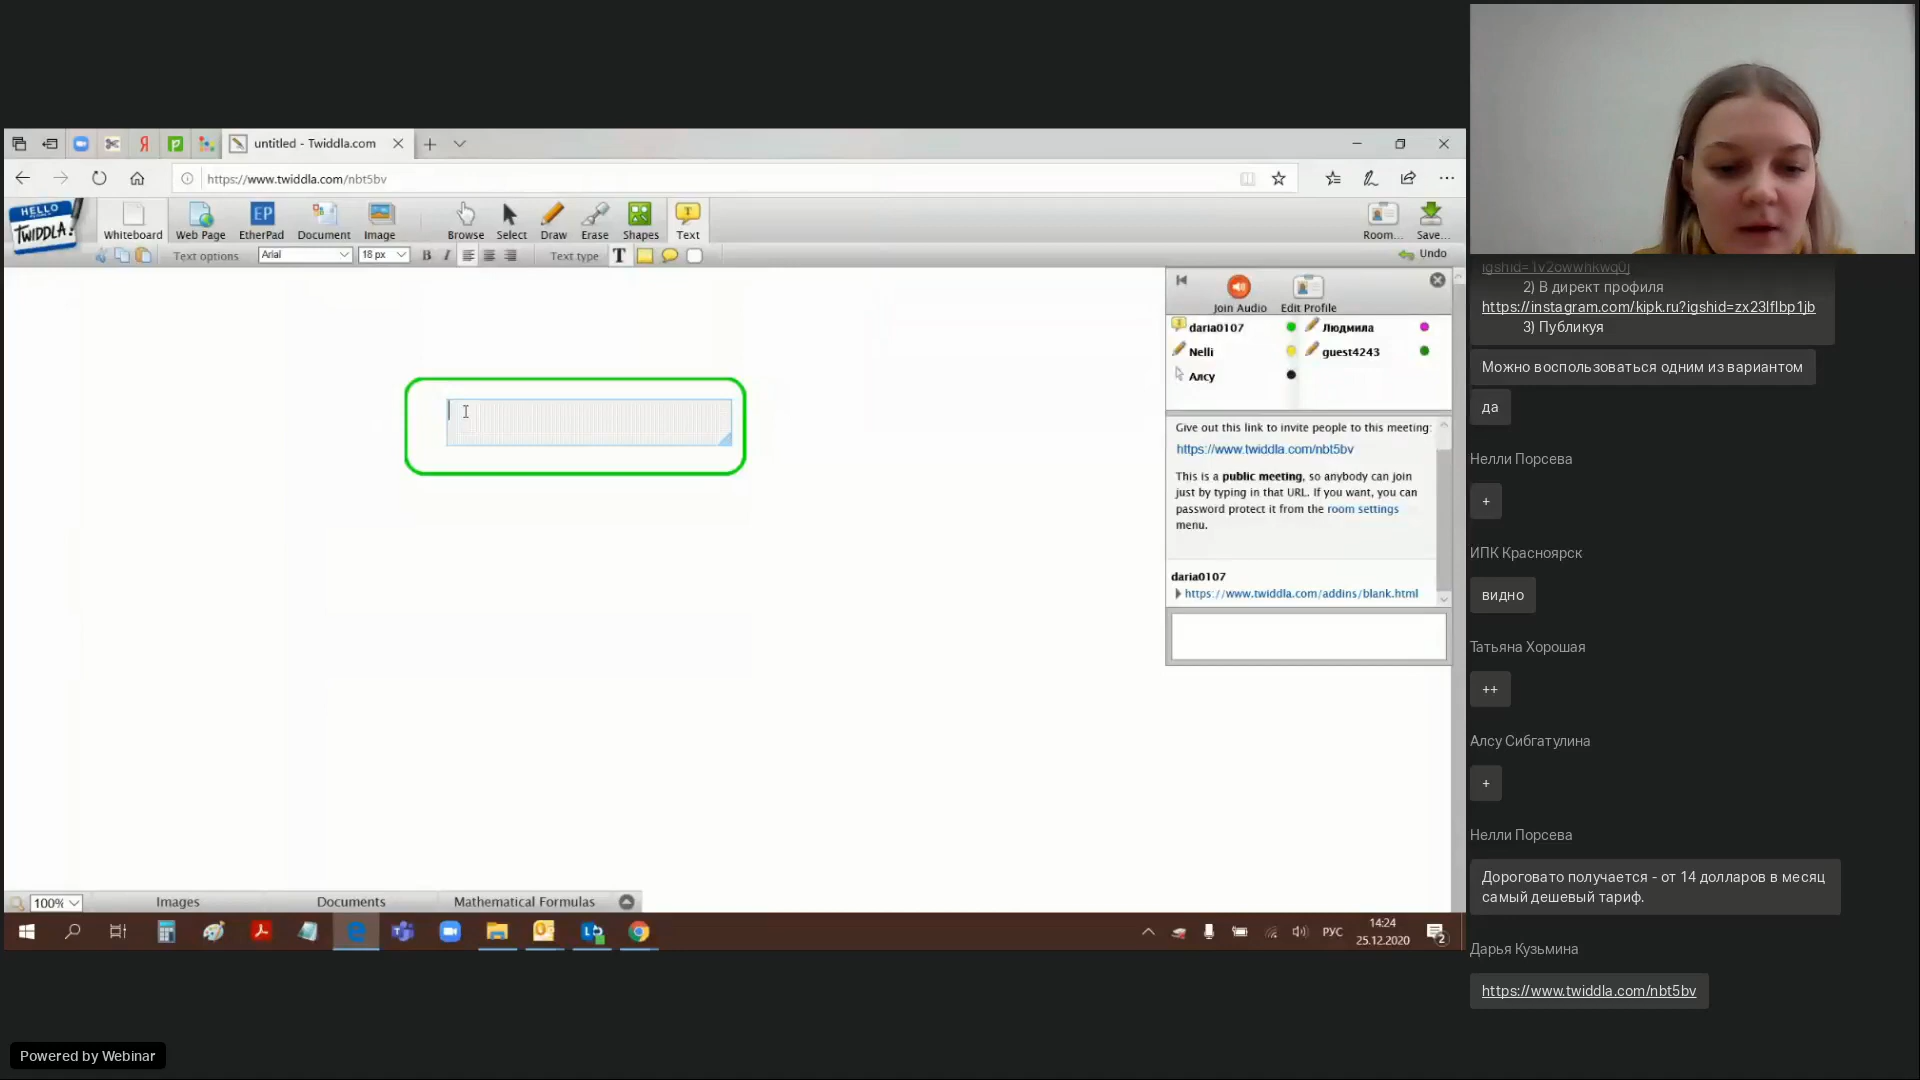 untitled - Twiddla.com
https://www.twiddla.com/nbt5bv
HELLO
TWIDDLA!
Whiteboard
Web Page
EP
EtherPad
Document
Image
Browse
Select
Draw
Erase
Shapes
Text
Room...
Save...
Text options
Arial
18 px
B
I
Text type
T
Undo
Join Audio
Edit Profile
daria0107
Людмила
Nelli
guest4243
Алсу
Give out this link to invite people to this meeting:
https://www.twiddla.com/nbt5bv
This is a public meeting, so anybody can join
just by typing in that URL. If you want, you can
password protect it from the room settings
menu.
daria0107
https://www.twiddla.com/addins/blank.html
100%
Images
Documents
Mathematical Formulas
РУС
14:24
25.12.2020
2
Powered by Webinar
igshid=1v2owwhkwq0j
2) В директ профиля
https://instagram.com/kipk.ru?igshid=zx23lflbp1jb
3) Публикуя
Можно воспользоваться одним из вариантом
да
Нелли Порсева
+
ИПК Красноярск
видно
Татьяна Хорошая
++
Алсу Сибгатулина
+
Нелли Порсева
Дороговато получается - от 14 долларов в месяц
самый дешевый тариф.
Дарья Кузьмина
https://www.twiddla.com/nbt5bv